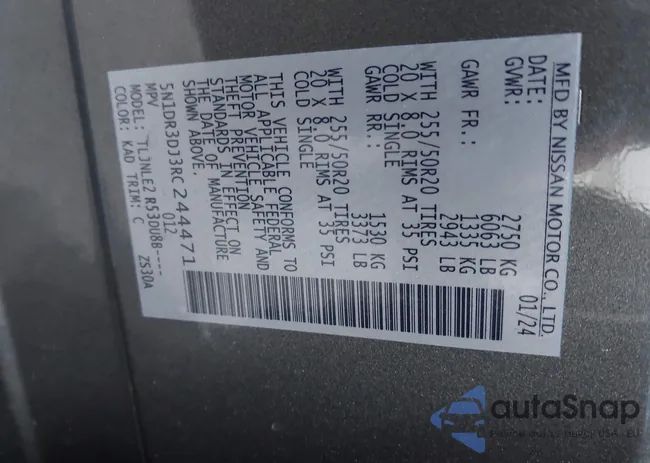 MFD BY NISSAN MOTOR CO., LTD.
DATE: 01/24
GVWR: 2750 KG
6063 LB
GAWR FR.: 1335 KG
2943 LB
WITH 255/50R20 TIRES
20 X 8.0 RIMS AT 35 PSI
COLD SINGLE
GAWR RR.: 1530 KG
3373 LB
WITH 255/50R20 TIRES
20 X 8.0 RIMS AT 35 PSI
COLD SINGLE
THIS VEHICLE CONFORMS TO
ALL APPLICABLE FEDERAL
MOTOR VEHICLE SAFETY AND
THEFT PREVENTION
STANDARDS IN EFFECT ON
THE DATE OF MANUFACTURE
SHOWN ABOVE.
5N1DR3DJ3RC244471
MPV 012
MODEL: TLJNLE2 R53DUBB----
COLOR: KAD TRIM: C ZS30A
autoSnap